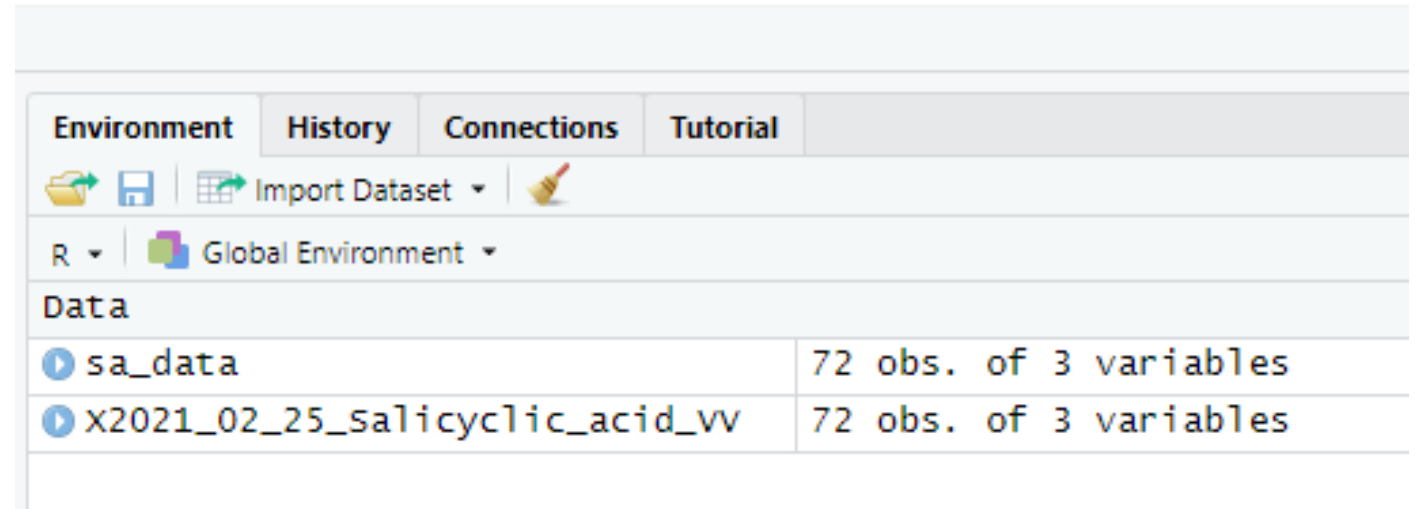 Environment History Connections Tutorial
Import Dataset
R Global Environment
Data
sa_data 72 obs. of 3 variables
X2021_02_25_Salicyclic_acid_VV 72 obs. of 3 variables